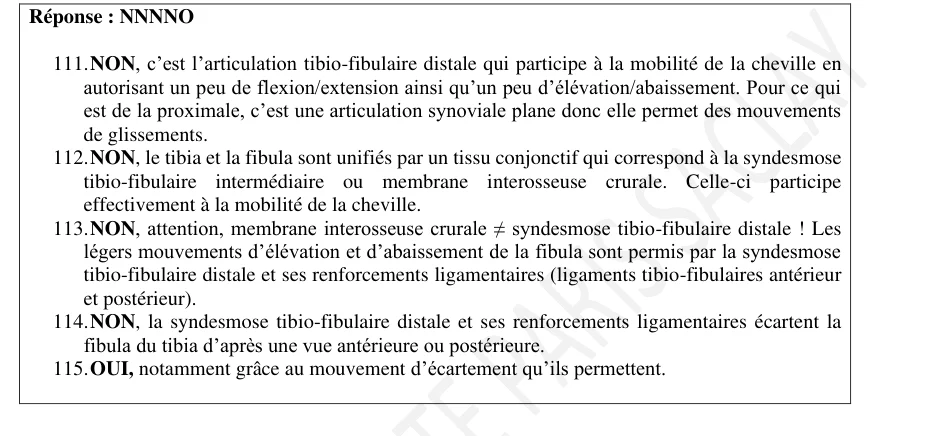 Réponse : NNNNO
111.NON, c’est l’articulation tibio-fibulaire distale qui participe à la mobilité de la cheville en
autorisant un peu de flexion/extension ainsi qu’un peu d’élévation/abaissement. Pour ce qui
est de la proximale, c’est une articulation synoviale plane donc elle permet des mouvements
de glissements.
112.NON, le tibia et la fibula sont unifiés par un tissu conjonctif qui correspond à la syndesmose
tibio-fibulaire intermédiaire ou membrane interosseuse crurale. Celle-ci participe
effectivement à la mobilité de la cheville.
113.NON, attention, membrane interosseuse crurale ≠ syndesmose tibio-fibulaire distale ! Les
légers mouvements d’élévation et d’abaissement de la fibula sont permis par la syndesmose
tibio-fibulaire distale et ses renforcements ligamentaires (ligaments tibio-fibulaires antérieur
et postérieur).
114.NON, la syndesmose tibio-fibulaire distale et ses renforcements ligamentaires écartent la
fibula du tibia d’après une vue antérieure ou postérieure.
115.OUI, notamment grâce au mouvement d’écartement qu’ils permettent.
PARIS SACLAY